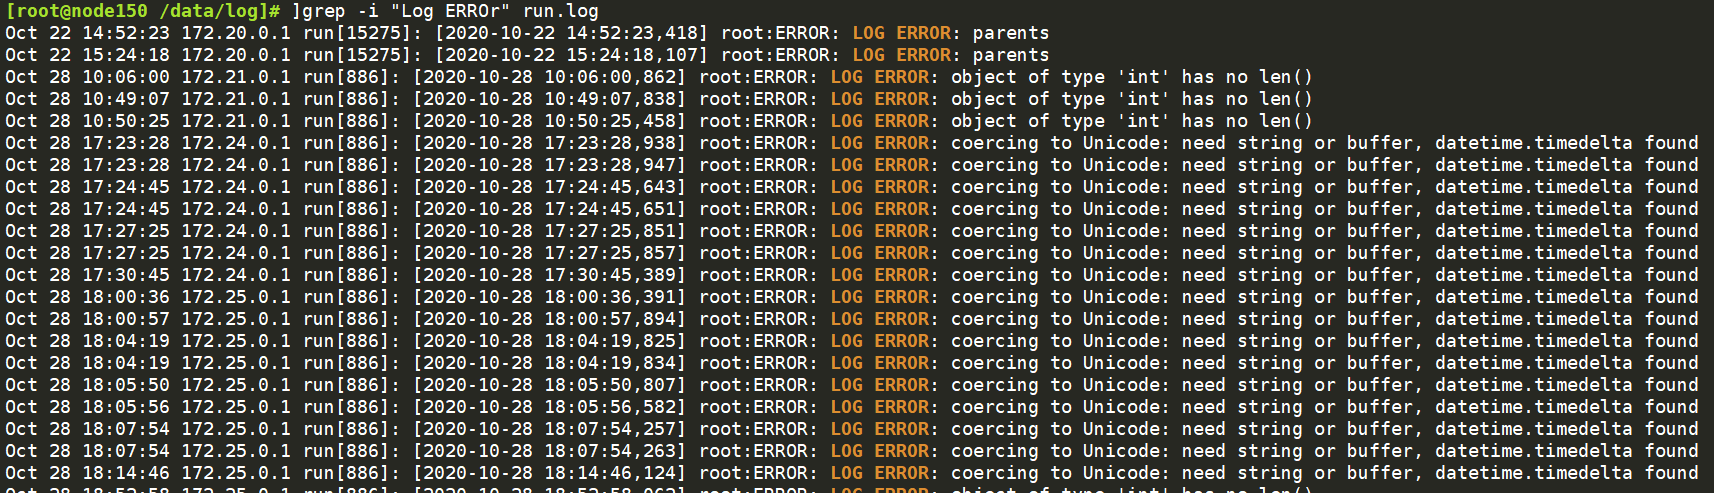 [root@node150 /data/log]# ]grep -i "Log ERROr" run.log
Oct 22 14:52:23 172.20.0.1 run[15275]: [2020-10-22 14:52:23,418] root:ERROR: LOG ERROR: parents
Oct 22 15:24:18 172.20.0.1 run[15275]: [2020-10-22 15:24:18,107] root:ERROR: LOG ERROR: parents
Oct 28 10:06:00 172.21.0.1 run[886]: [2020-10-28 10:06:00,862] root:ERROR: LOG ERROR: object of type 'int' has no len()
Oct 28 10:49:07 172.21.0.1 run[886]: [2020-10-28 10:49:07,838] root:ERROR: LOG ERROR: object of type 'int' has no len()
Oct 28 10:50:25 172.21.0.1 run[886]: [2020-10-28 10:50:25,458] root:ERROR: LOG ERROR: object of type 'int' has no len()
Oct 28 17:23:28 172.24.0.1 run[886]: [2020-10-28 17:23:28,938] root:ERROR: LOG ERROR: coercing to Unicode: need string or buffer, datetime.timedelta found
Oct 28 17:23:28 172.24.0.1 run[886]: [2020-10-28 17:23:28,947] root:ERROR: LOG ERROR: coercing to Unicode: need string or buffer, datetime.timedelta found
Oct 28 17:24:45 172.24.0.1 run[886]: [2020-10-28 17:24:45,643] root:ERROR: LOG ERROR: coercing to Unicode: need string or buffer, datetime.timedelta found
Oct 28 17:24:45 172.24.0.1 run[886]: [2020-10-28 17:24:45,651] root:ERROR: LOG ERROR: coercing to Unicode: need string or buffer, datetime.timedelta found
Oct 28 17:27:25 172.24.0.1 run[886]: [2020-10-28 17:27:25,851] root:ERROR: LOG ERROR: coercing to Unicode: need string or buffer, datetime.timedelta found
Oct 28 17:27:25 172.24.0.1 run[886]: [2020-10-28 17:27:25,857] root:ERROR: LOG ERROR: coercing to Unicode: need string or buffer, datetime.timedelta found
Oct 28 17:30:45 172.24.0.1 run[886]: [2020-10-28 17:30:45,389] root:ERROR: LOG ERROR: coercing to Unicode: need string or buffer, datetime.timedelta found
Oct 28 18:00:36 172.25.0.1 run[886]: [2020-10-28 18:00:36,391] root:ERROR: LOG ERROR: coercing to Unicode: need string or buffer, datetime.timedelta found
Oct 28 18:00:57 172.25.0.1 run[886]: [2020-10-28 18:00:57,894] root:ERROR: LOG ERROR: coercing to Unicode: need string or buffer, datetime.timedelta found
Oct 28 18:04:19 172.25.0.1 run[886]: [2020-10-28 18:04:19,825] root:ERROR: LOG ERROR: coercing to Unicode: need string or buffer, datetime.timedelta found
Oct 28 18:04:19 172.25.0.1 run[886]: [2020-10-28 18:04:19,834] root:ERROR: LOG ERROR: coercing to Unicode: need string or buffer, datetime.timedelta found
Oct 28 18:05:50 172.25.0.1 run[886]: [2020-10-28 18:05:50,807] root:ERROR: LOG ERROR: coercing to Unicode: need string or buffer, datetime.timedelta found
Oct 28 18:05:56 172.25.0.1 run[886]: [2020-10-28 18:05:56,582] root:ERROR: LOG ERROR: coercing to Unicode: need string or buffer, datetime.timedelta found
Oct 28 18:07:54 172.25.0.1 run[886]: [2020-10-28 18:07:54,257] root:ERROR: LOG ERROR: coercing to Unicode: need string or buffer, datetime.timedelta found
Oct 28 18:07:54 172.25.0.1 run[886]: [2020-10-28 18:07:54,263] root:ERROR: LOG ERROR: coercing to Unicode: need string or buffer, datetime.timedelta found
Oct 28 18:14:46 172.25.0.1 run[886]: [2020-10-28 18:14:46,124] root:ERROR: LOG ERROR: coercing to Unicode: need string or buffer, datetime.timedelta found